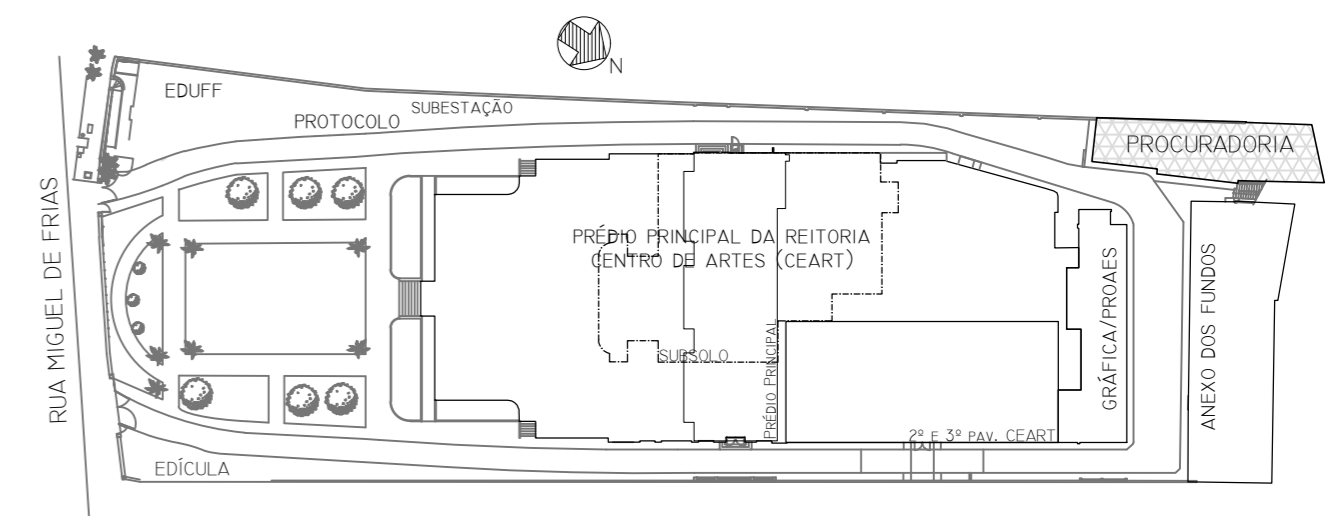 N
EDUFF
SUBESTAÇÃO
PROTOCOLO
PROCURADORIA
RUA MIGUEL DE FRIAS
PRÉDIO PRINCIPAL DA REITORIA
CENTRO DE ARTES (CEART)
SUBSOLO
PRÉDIO PRINCIPAL
GRÁFICA/PROAES
ANEXO DOS FUNDOS
2º E 3º PAV. CEART
EDÍCULA